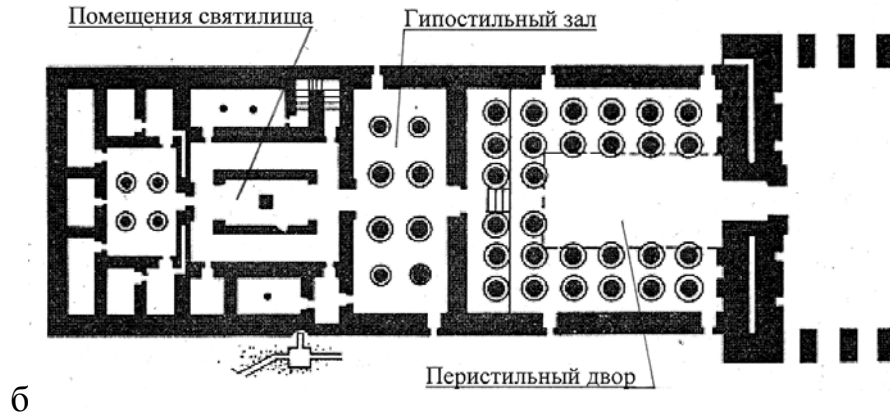 Помещения святилища
Гипостильный зал
Перистильный двор
б